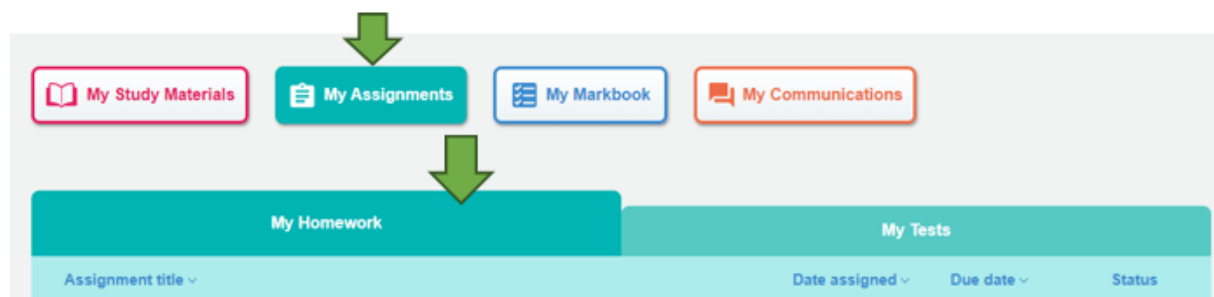 My Study Materials My Assignments My Markbook My Communications
My Homework My Tests
Assignment title Date assigned Due date Status